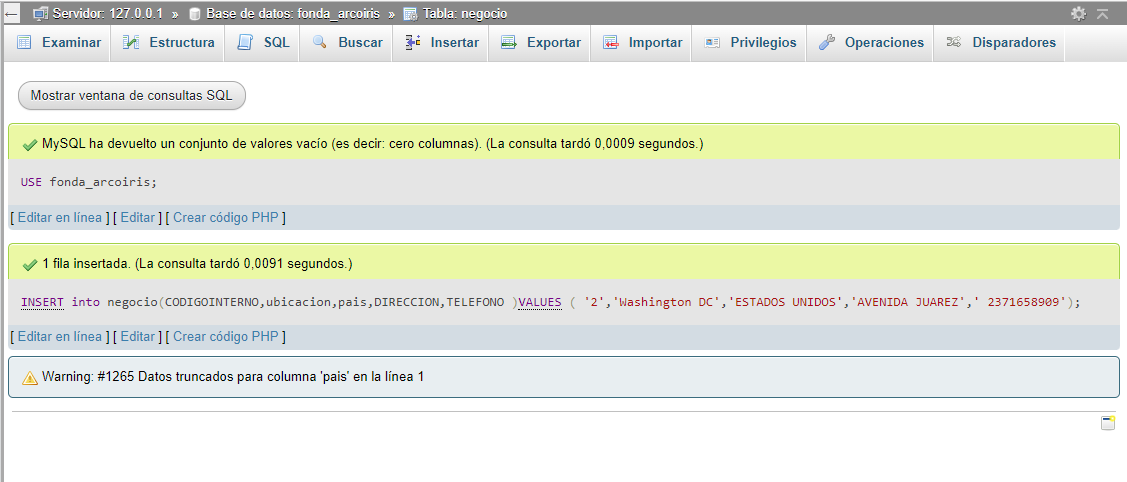 Servidor: 127.0.0.1 » Base de datos: fonda_arcoiris » Tabla: negocio
Examinar Estructura SQL Buscar Insertar Exportar Importar Privilegios Operaciones Disparadores
Mostrar ventana de consultas SQL
MySQL ha devuelto un conjunto de valores vacío (es decir: cero columnas). (La consulta tardó 0,0009 segundos.)
USE fonda_arcoiris;
[ Editar en línea ] [ Editar ] [ Crear código PHP ]
1 fila insertada. (La consulta tardó 0,0091 segundos.)
INSERT into negocio(CODIGOINTERNO,ubicacion,pais,DIRECCION,TELEFONO )VALUES ( '2','Washington DC','ESTADOS UNIDOS','AVENIDA JUAREZ',' 2371658909');
[ Editar en línea ] [ Editar ] [ Crear código PHP ]
Warning: #1265 Datos truncados para columna 'pais' en la línea 1